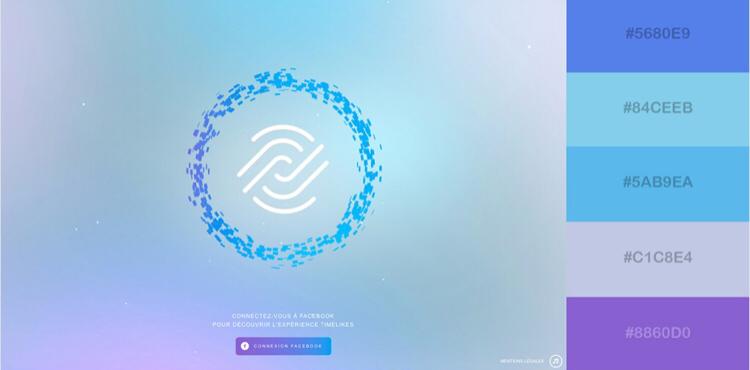 CONNECTEZ-VOUS À FACEBOOK
POUR DÉCOUVRIR L'EXPÉRIENCE TIMELIKES
CONNEXION FACEBOOK
MENTIONS LÉGALES
#5680E9
#84CEEB
#5AB9EA
#C1C8E4
#8860D0